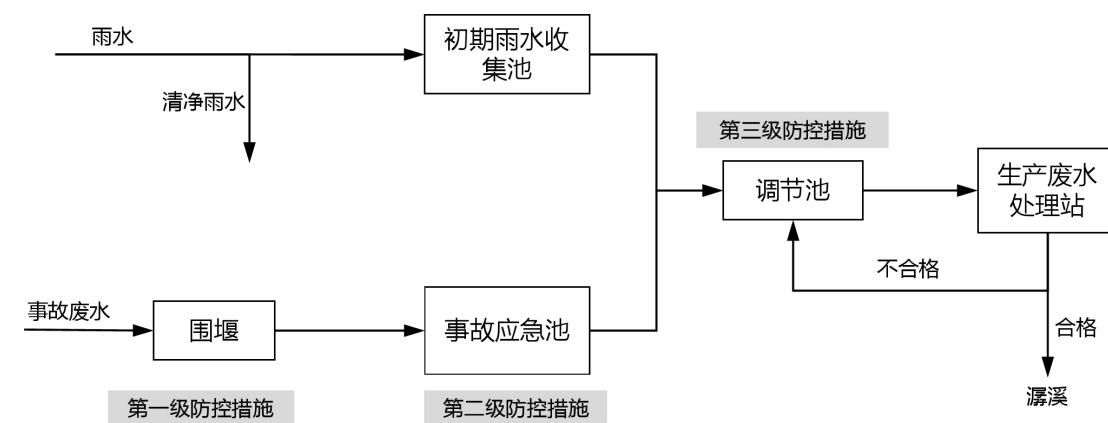 雨水
初期雨水收
集池
清净雨水
第三级防控措施
调节池
生产废水
处理站
不合格
事故废水
围堰
事故应急池
合格
潺溪
第一级防控措施
第二级防控措施